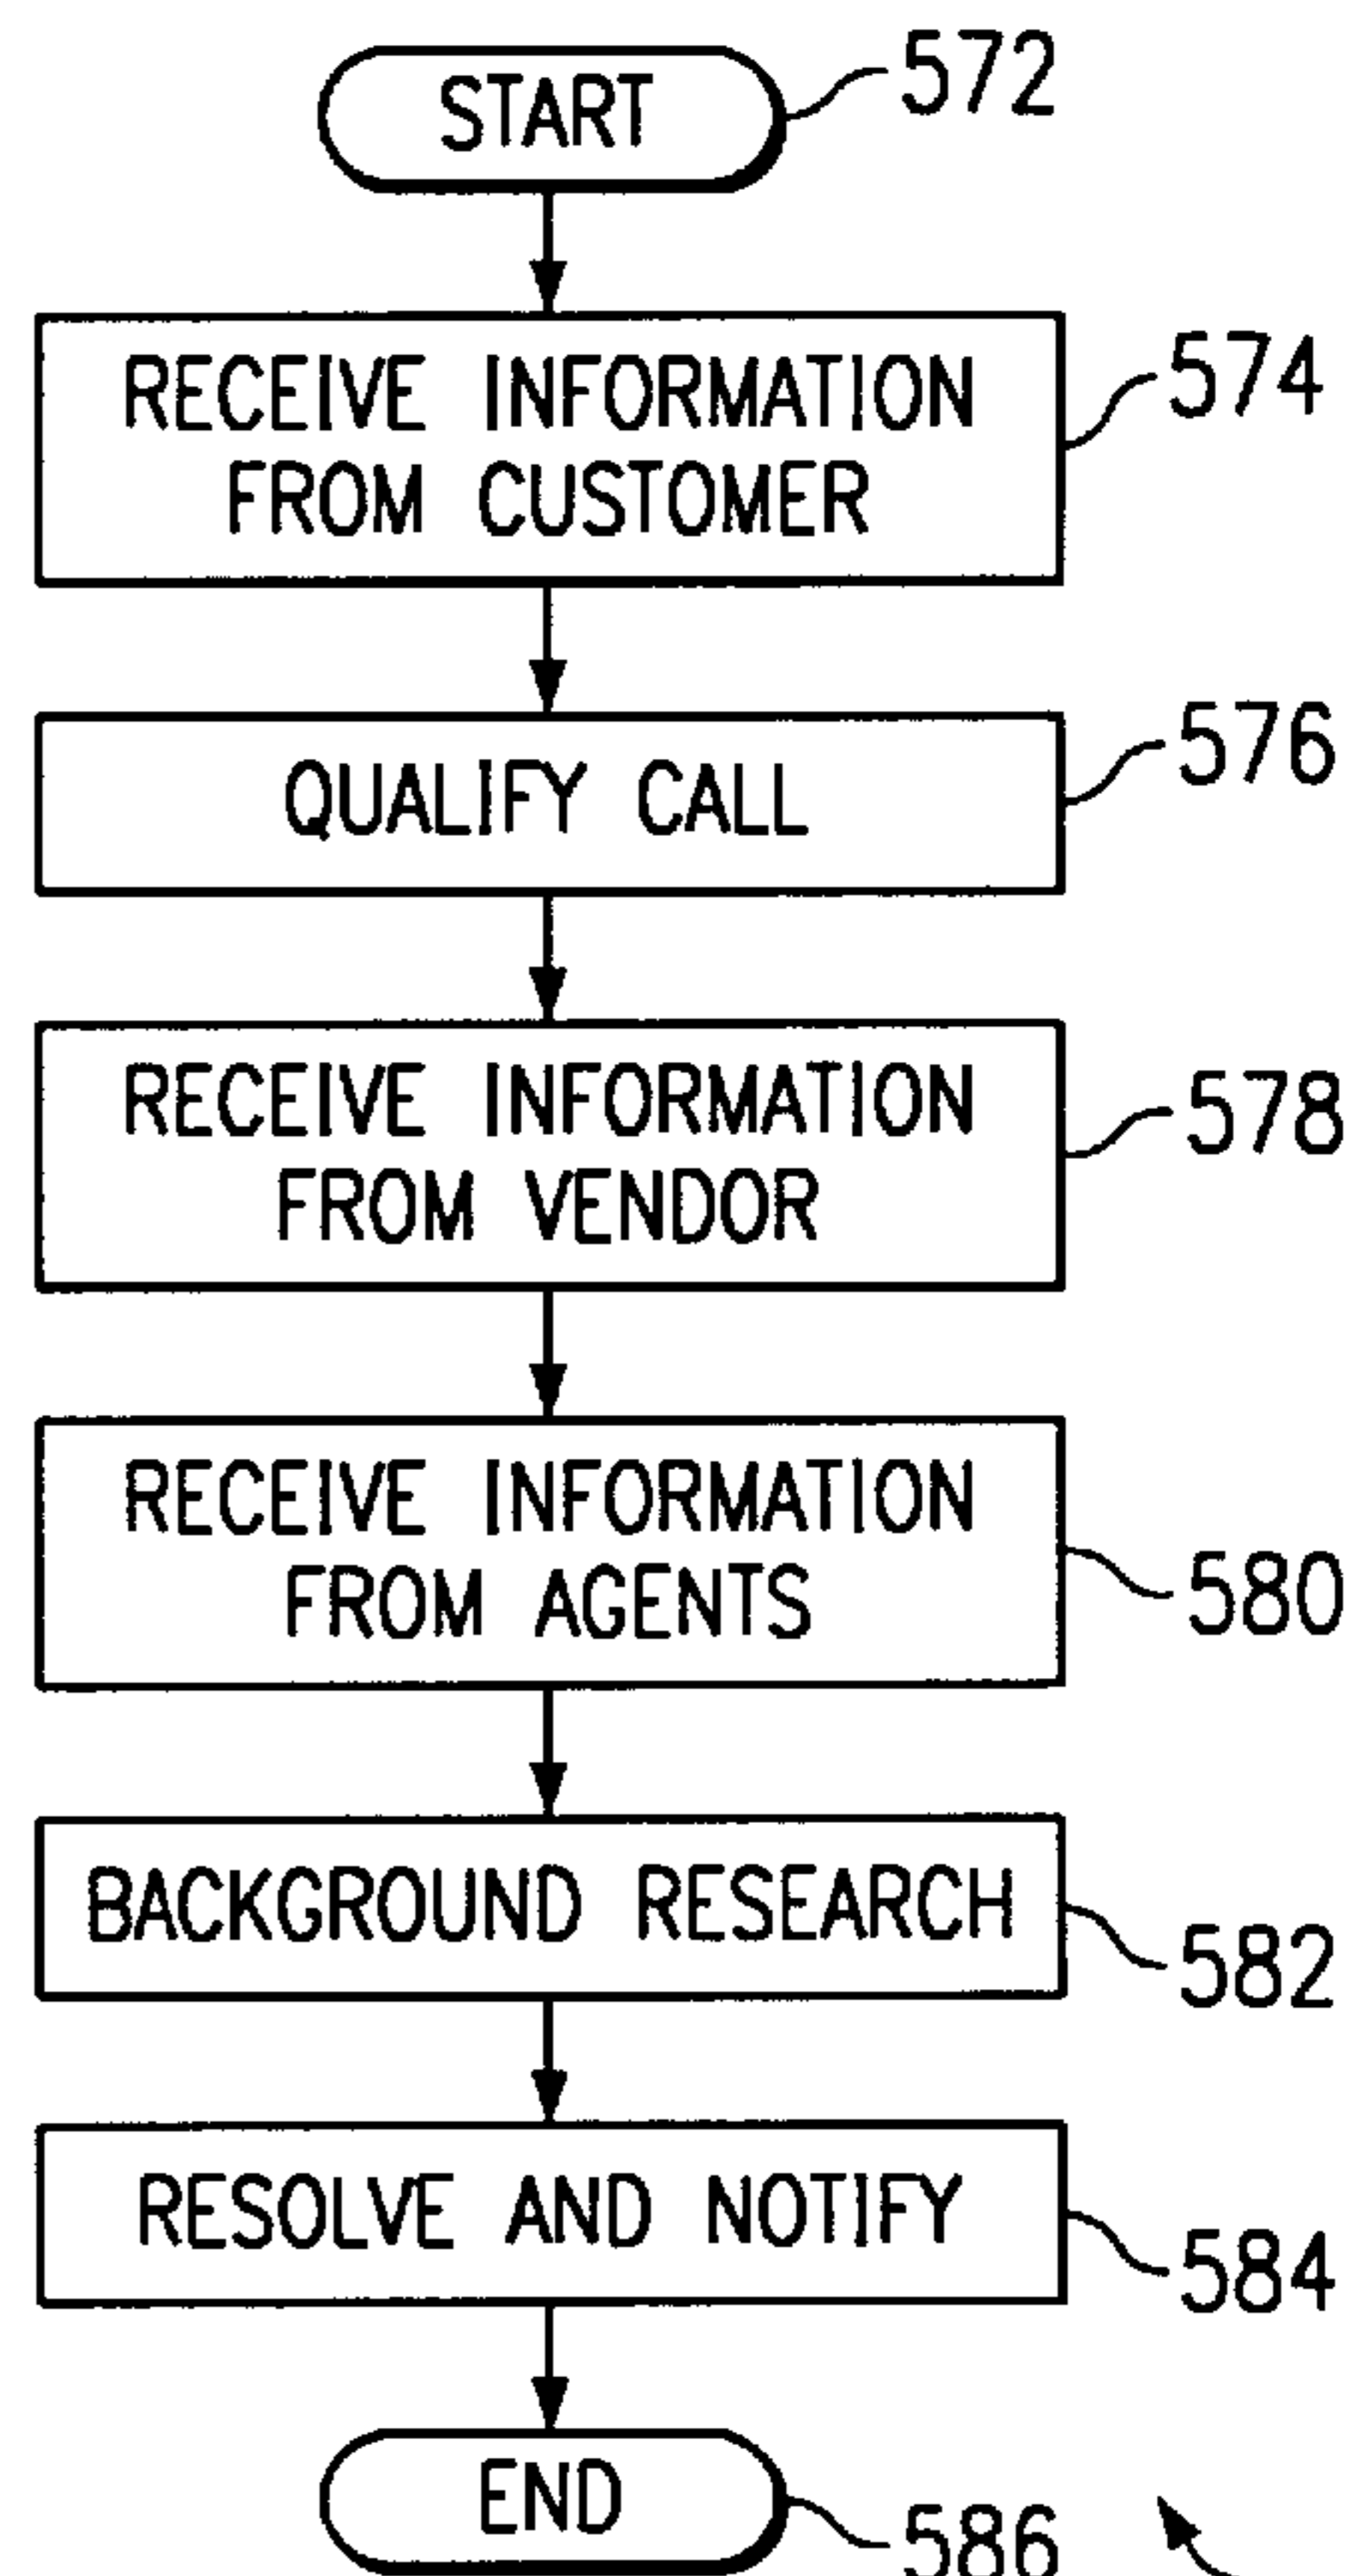 START
572
RECEIVE INFORMATION
FROM CUSTOMER
574
QUALIFY CALL
576
RECEIVE INFORMATION
FROM VENDOR
578
RECEIVE INFORMATION
FROM AGENTS
580
BACKGROUND RESEARCH
582
RESOLVE AND NOTIFY
584
END
586